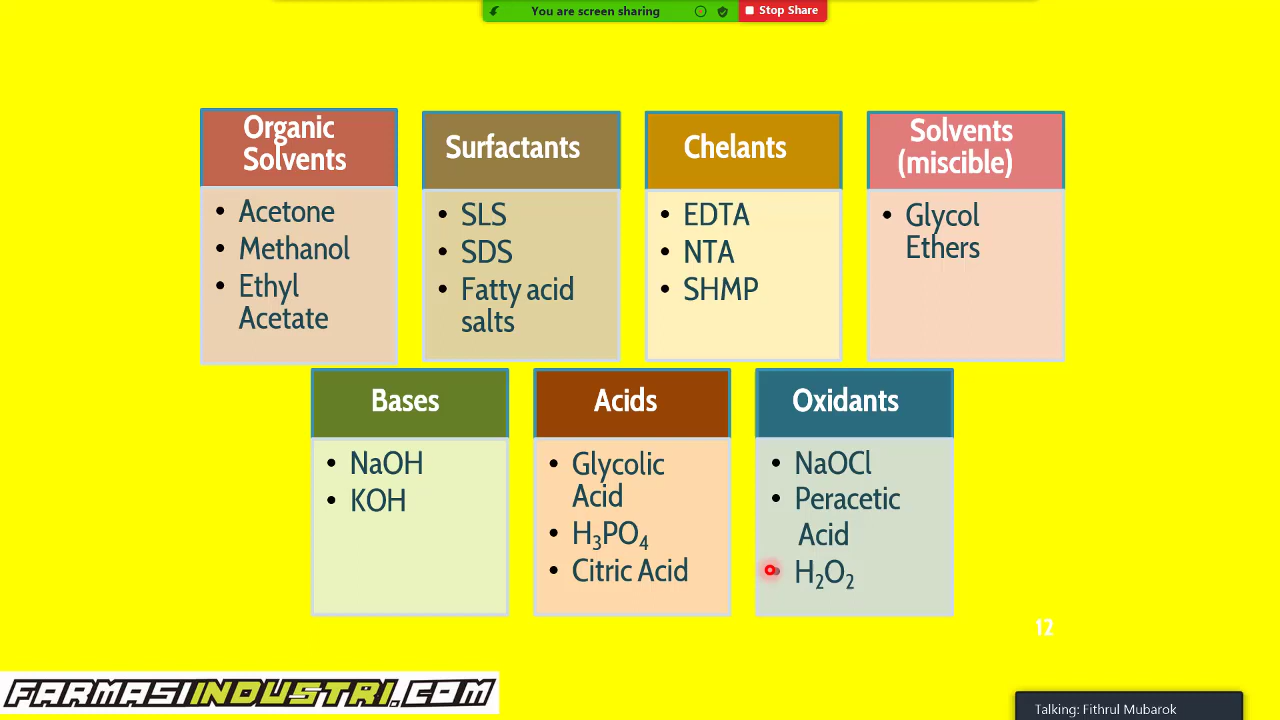 You are screen sharing
Stop Share
Organic
Solvents
• Acetone
• Methanol
• Ethyl
Acetate
Surfactants
• SLS
• SDS
• Fatty acid
salts
Chelants
• EDTA
• NTA
• SHMP
Solvents
(miscible)
• Glycol
Ethers
Bases
• NaOH
• KOH
Acids
• Glycolic
Acid
• H₃PO₄
• Citric Acid
Oxidants
• NaOCl
• Peracetic
Acid
• H₂O₂
12
FARMASIINDUSTRI.COM
Talking: Fithrul Mubarok